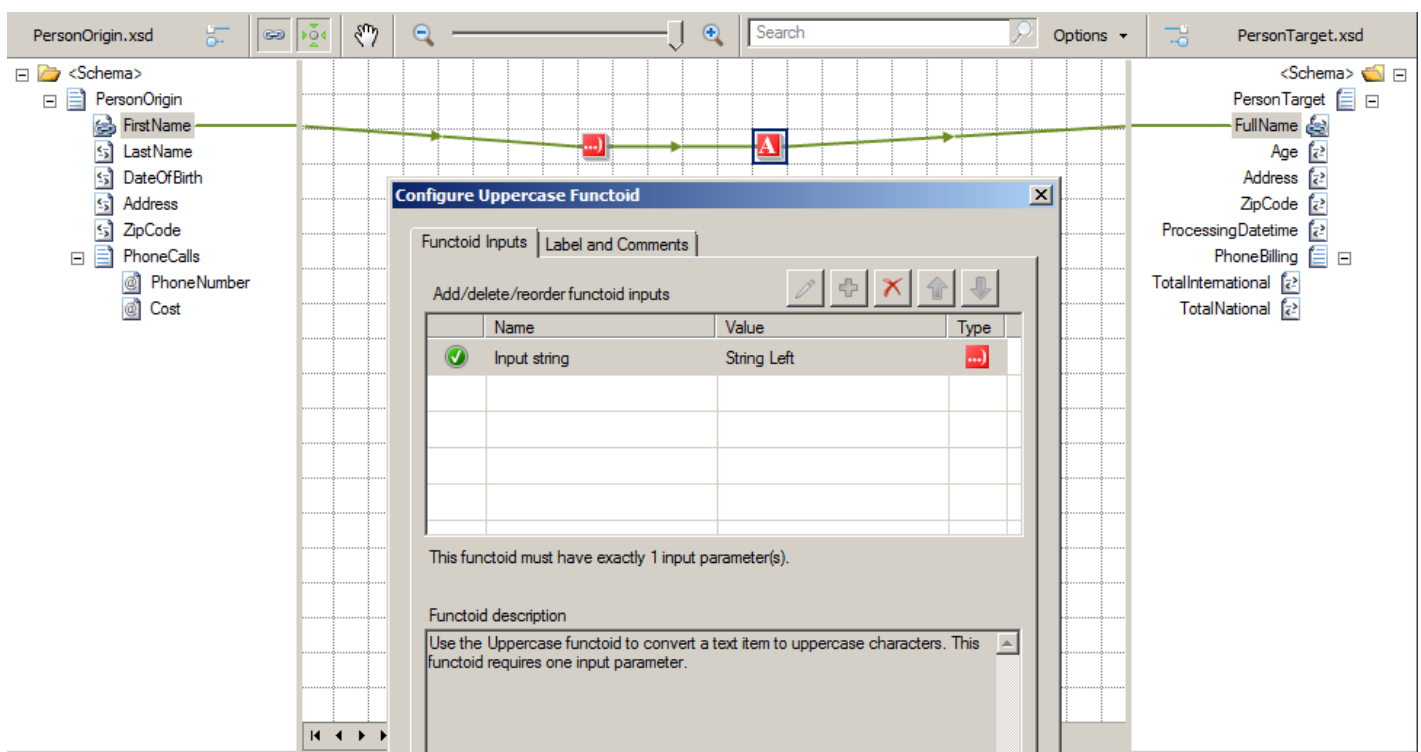 PersonOrigin.xsd
Search
Options
PersonTarget.xsd
<Schema>
PersonOrigin
FirstName
LastName
DateOfBirth
Address
ZipCode
PhoneCalls
PhoneNumber
Cost
...)
A
<Schema>
PersonTarget
FullName
Age
Address
ZipCode
ProcessingDatetime
PhoneBilling
TotalInternational
TotalNational
Configure Uppercase Functoid
Functoid Inputs
Label and Comments
Add/delete/reorder functoid inputs
Name Value Type
Input string String Left ...)
This functoid must have exactly 1 input parameter(s).
Functoid description
Use the Uppercase functoid to convert a text item to uppercase characters. This
functoid requires one input parameter.